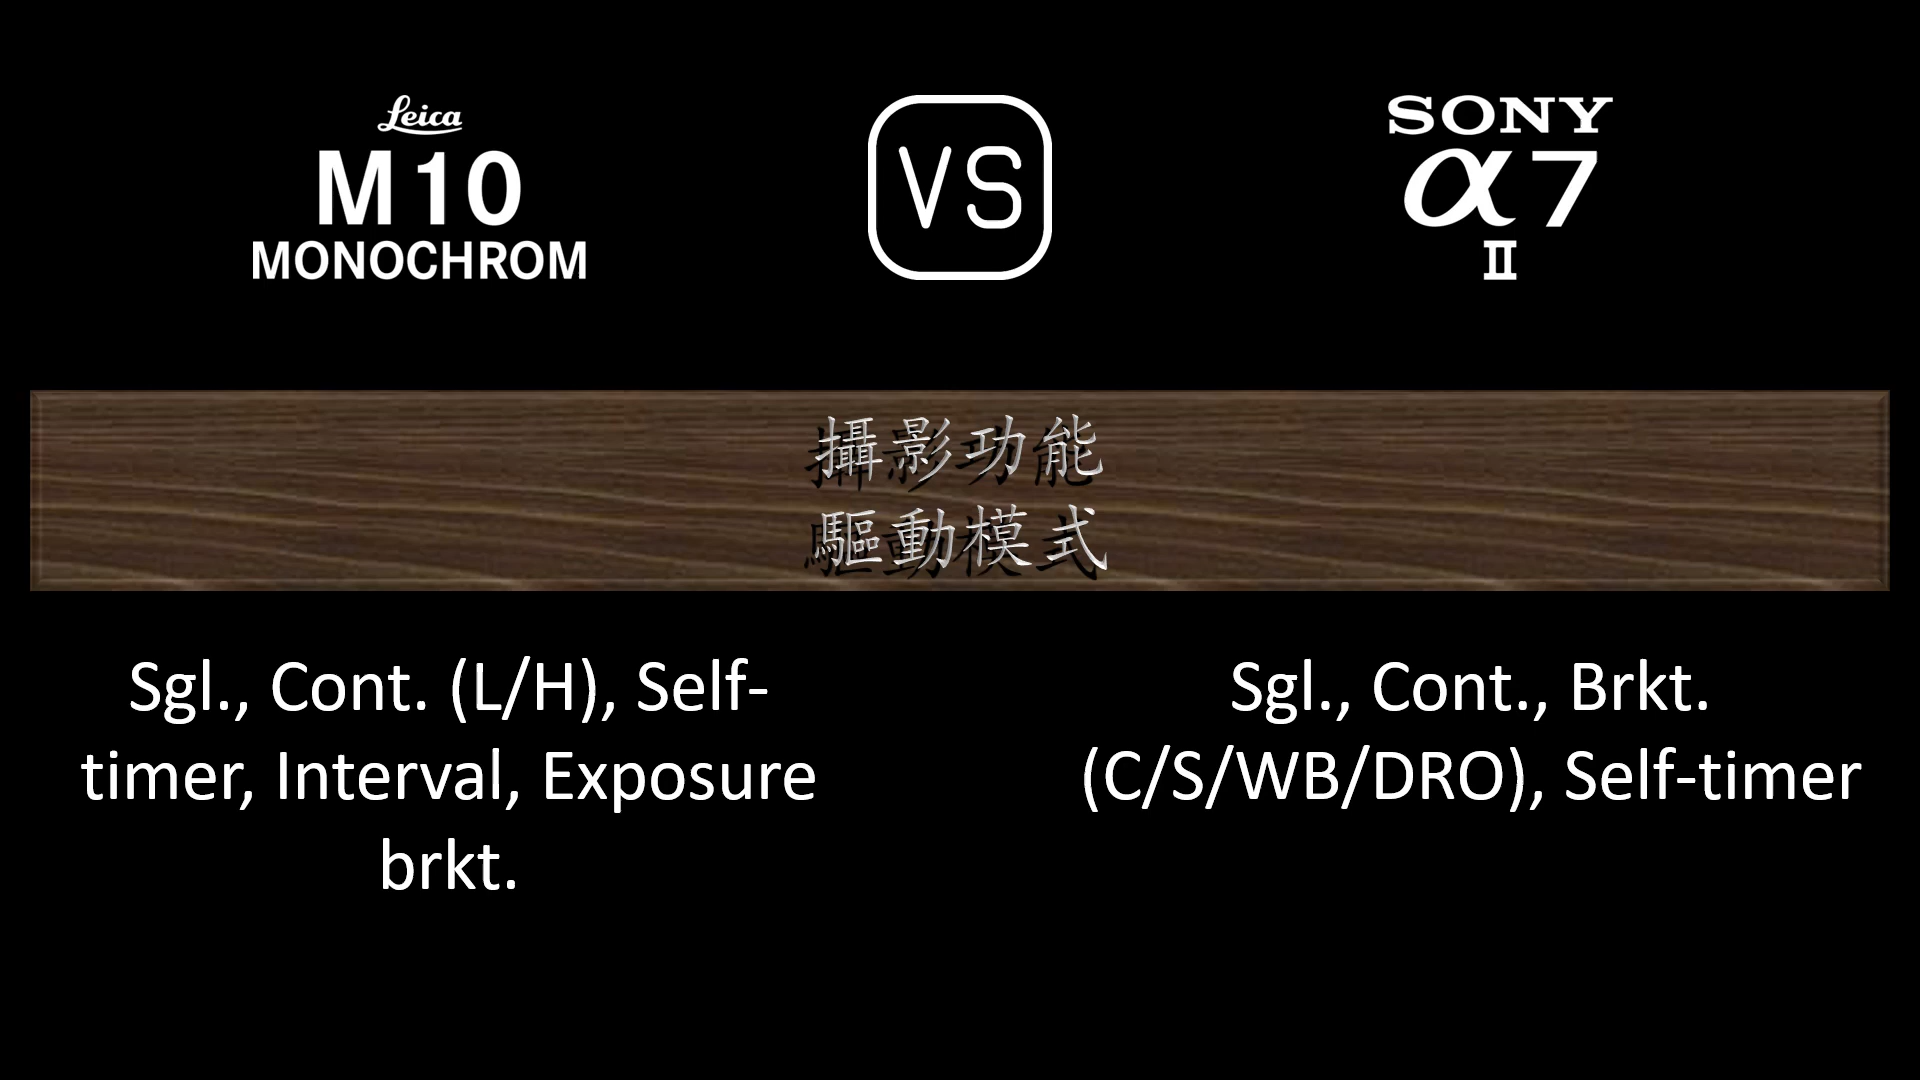 Leica
M10
MONOCHROM
VS
SONY
α7
II
攝影功能
驅動模式
Sgl., Cont. (L/H), Self-
timer, Interval, Exposure
brkt.
Sgl., Cont., Brkt.
(C/S/WB/DRO), Self-timer